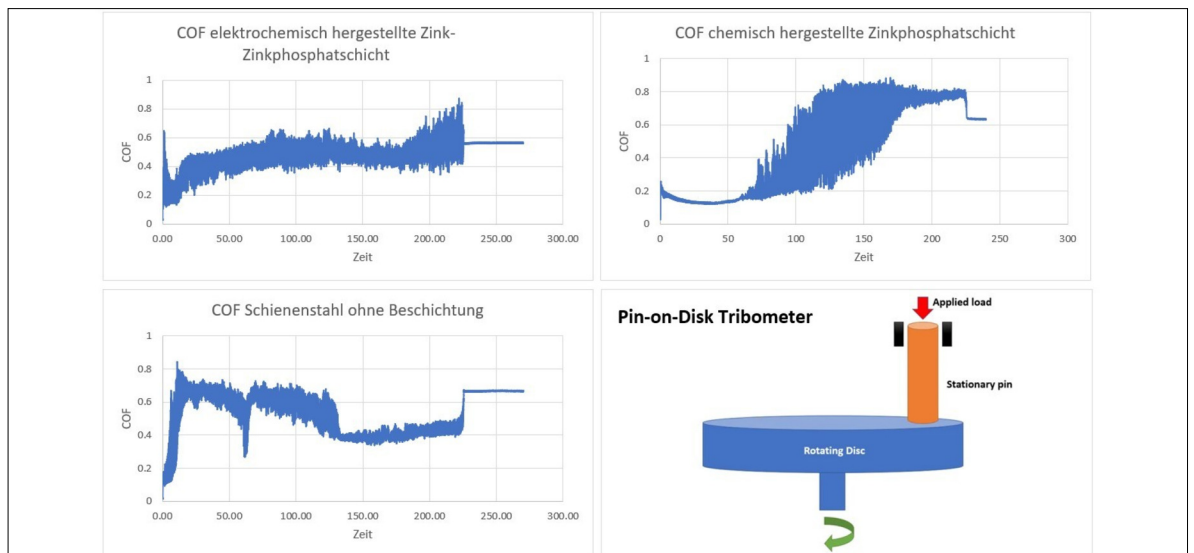 COF elektrochemisch hergestellte Zink-
Zinkphosphatschicht
1
0.8
0.6
0.4
0.2
0
COF
0.00 50.00 100.00 150.00 200.00 250.00 300.00
Zeit
COF chemisch hergestellte Zinkphosphatschicht
1
0.8
0.6
0.4
0.2
0
COF
0 50 100 150 200 250 300
Zeit
COF Schienenstahl ohne Beschichtung
1
0.8
0.6
0.4
0.2
0
COF
0.00 50.00 100.00 150.00 200.00 250.00 300.00
Zeit
Pin-on-Disk Tribometer
Applied load
Stationary pin
Rotating Disc